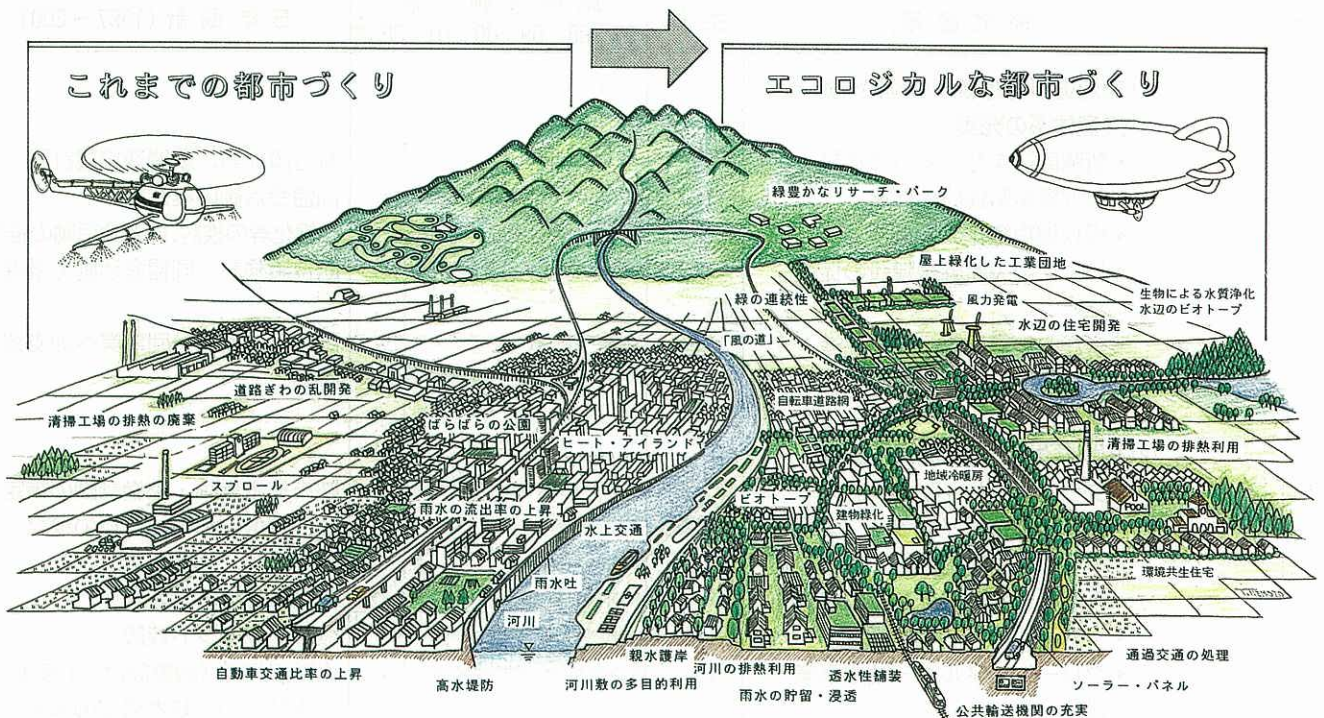 これまでの都市づくり
エコロジカルな都市づくり
緑豊かなリサーチ・パーク
屋上緑化した工業団地
緑の連続性
風力発電
生物による水質浄化
水辺のビオトープ
水辺の住宅開発
「風の道」
道路ぎわの乱開発
自転車道路網
清掃工場の排熱の廃棄
ばらばらの公園
ヒート・アイランド
清掃工場の排熱利用
地域冷暖房
スプロール
雨水の流出率の上昇
ビオトープ
建物緑化
POOL
水上交通
雨水吐
環境共生住宅
河川
親水護岸
自動車交通比率の上昇
高水堤防
河川敷の多目的利用
河川の排熱利用
雨水の貯留・浸透
透水性舗装
通過交通の処理
ソーラー・パネル
公共輸送機関の充実